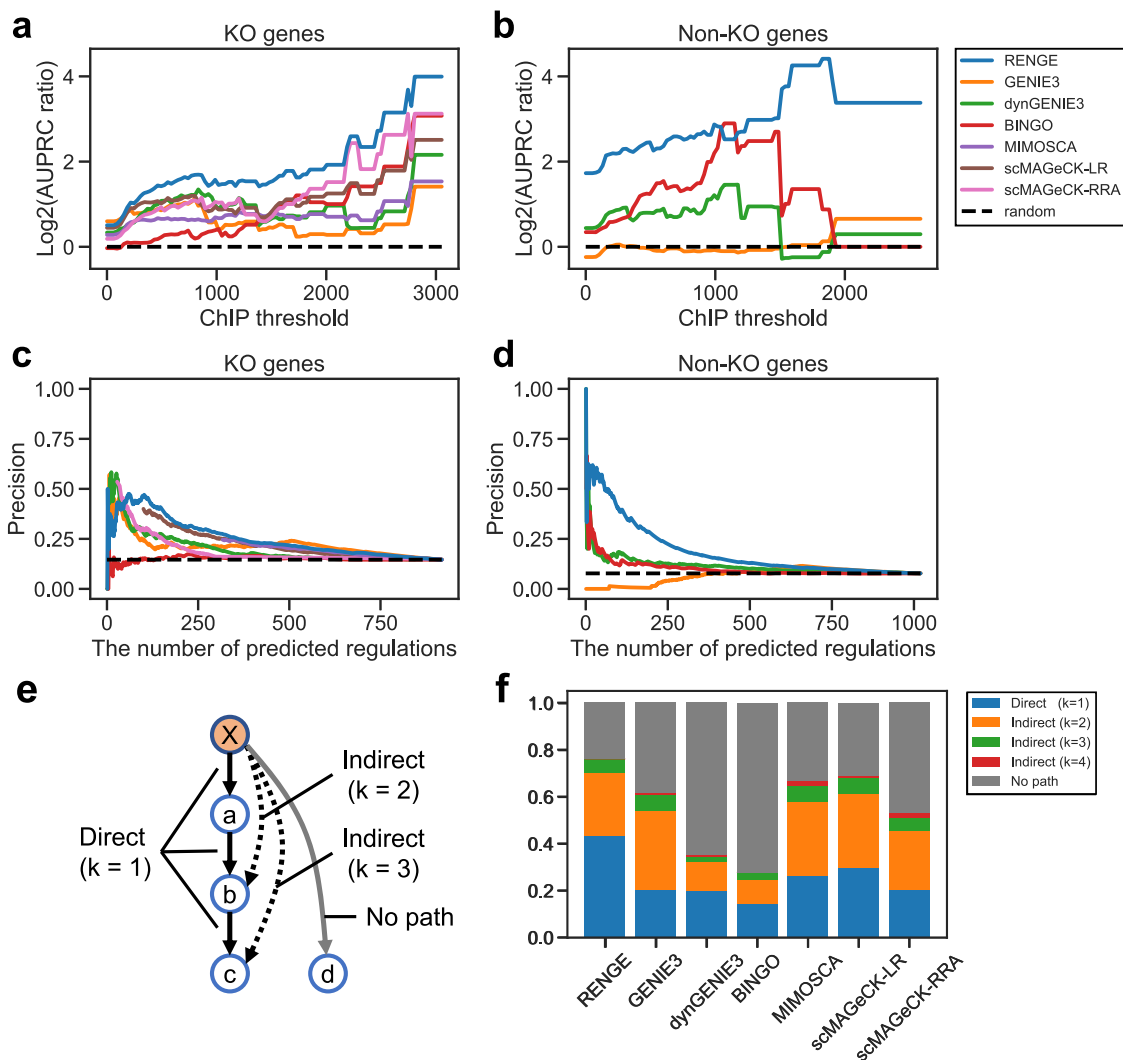 a
KO genes
Log2(AUPRC ratio)
4
2
0
0
1000
2000
3000
ChIP threshold
b
Non-KO genes
Log2(AUPRC ratio)
4
2
0
0
1000
2000
ChIP threshold
RENGE
GENIE3
dynGENIE3
BINGO
MIMOSCA
scMAGeCK-LR
scMAGeCK-RRA
random
c
KO genes
Precision
1.00
0.75
0.50
0.25
0.00
0
250
500
750
The number of predicted regulations
d
Non-KO genes
Precision
1.00
0.75
0.50
0.25
0.00
0
250
500
750
1000
The number of predicted regulations
e
X
a
b
c
d
Direct
(k = 1)
Indirect
(k = 2)
Indirect
(k = 3)
No path
f
1.0
0.8
0.6
0.4
0.2
0.0
RENGE
GENIE3
dynGENIE3
BINGO
MIMOSCA
scMAGeCK-LR
scMAGeCK-RRA
Direct (k=1)
Indirect (k=2)
Indirect (k=3)
Indirect (k=4)
No path